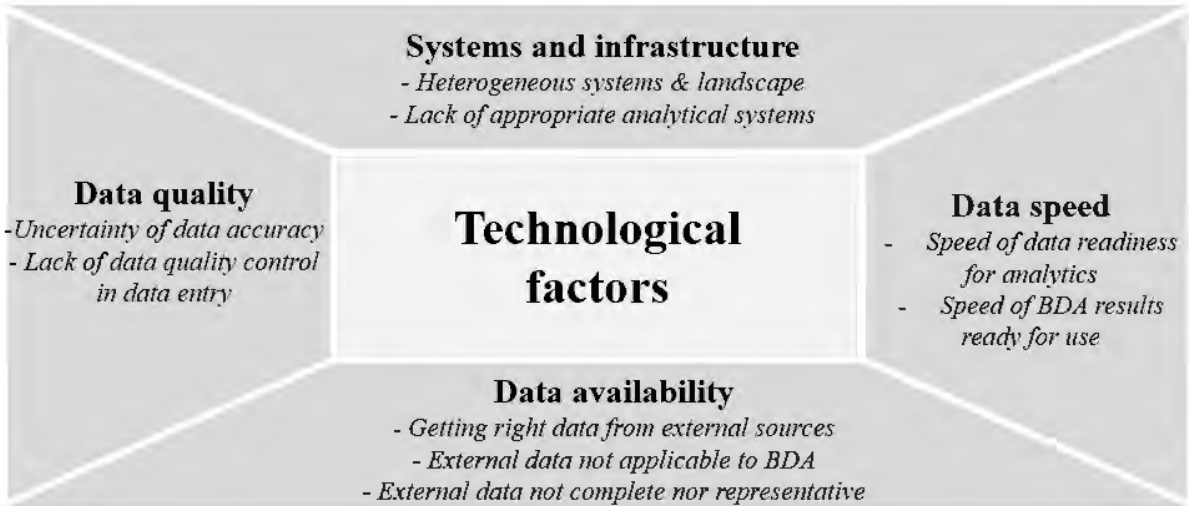 Systems and infrastructure
- Heterogeneous systems & landscape
- Lack of appropriate analytical systems
Data quality
-Uncertainty of data accuracy
- Lack of data quality control
in data entry
Technological
factors
Data speed
- Speed of data readiness
for analytics
- Speed of BDA results
ready for use
Data availability
- Getting right data from external sources
- External data not applicable to BDA
- External data not complete nor representative